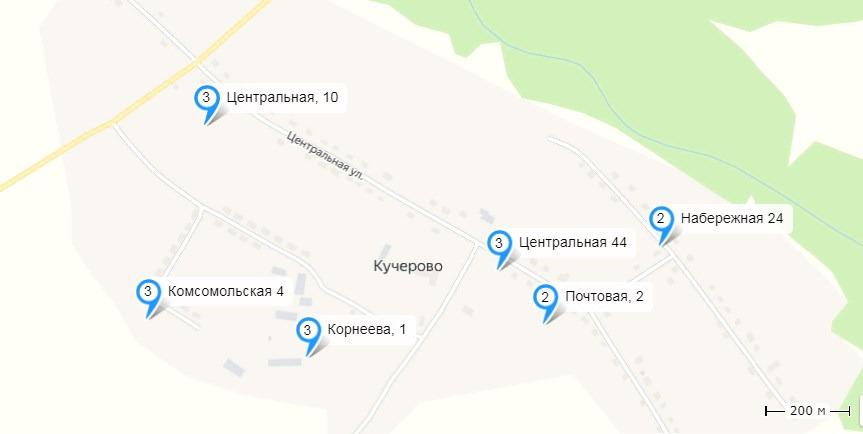 3 Центральная, 10
Центральная ул.
2 Набережная 24
3 Центральная 44
Кучерово
3 Комсомольская 4
2 Почтовая, 2
3 Корнеева, 1
200 м